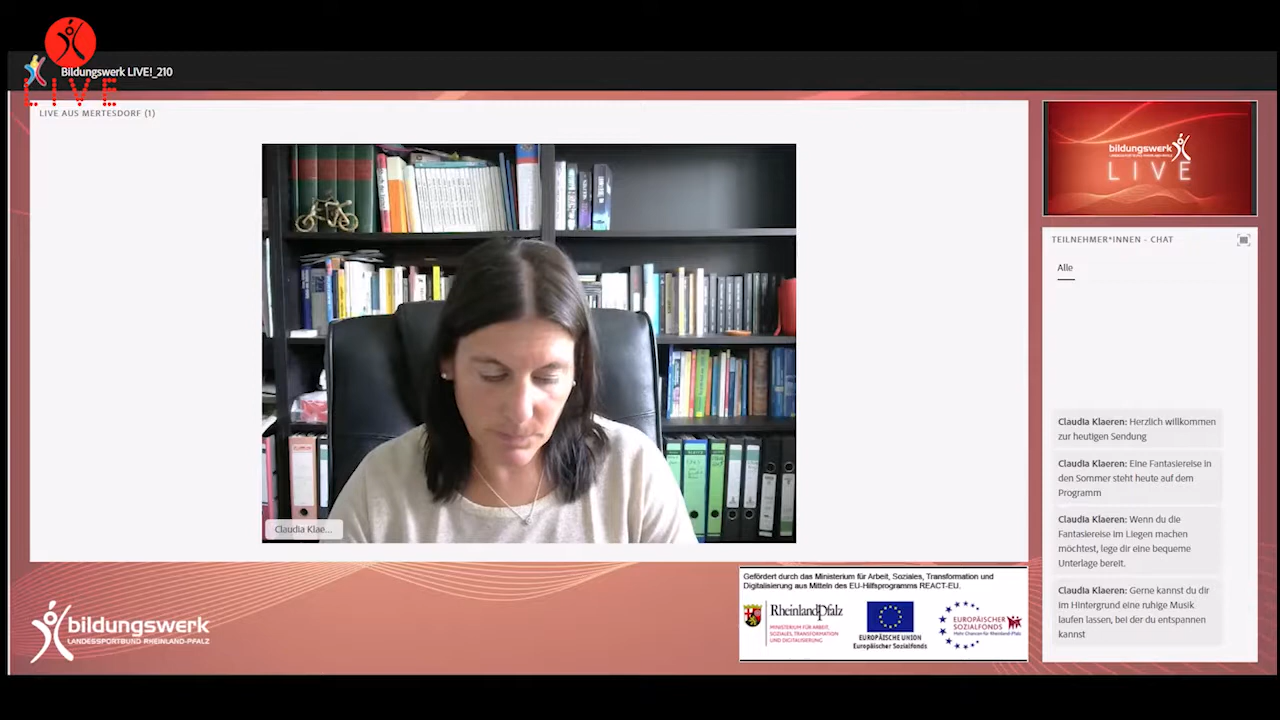 Bildungswerk LIVE!_210
LIVE
LIVE AUS MERTESDORF (1)
Claudia Klae...
bildungswerk
LIVE
TEILNEHMER*INNEN - CHAT
Alle
Claudia Klaeren: Herzlich willkommen
zur heutigen Sendung
Claudia Klaeren: Eine Fantasiereise in
den Sommer steht heute auf dem
Programm
Claudia Klaeren: Wenn du die
Fantasiereise im Liegen machen
möchtest, lege dir eine bequeme
Unterlage bereit.
Claudia Klaeren: Gerne kannst du dir
im Hintergrund eine ruhige Musik
laufen lassen, bei der du entspannen
kannst
bildungswerk
LANDESSPORTBUND RHEINLAND-PFALZ
Gefördert durch das Ministerium für Arbeit, Soziales, Transformation und
Digitalisierung aus Mitteln des EU-Hilfsprogramms REACT-EU.
RheinlandPfalz
MINISTERIUM FÜR ARBEIT,
SOZIALES, TRANSFORMATION
UND DIGITALISIERUNG
EUROPÄISCHE UNION
Europäischer Sozialfonds
EUROPÄISCHER
SOZIALFONDS
Mehr Chancen für Rheinland-Pfalz